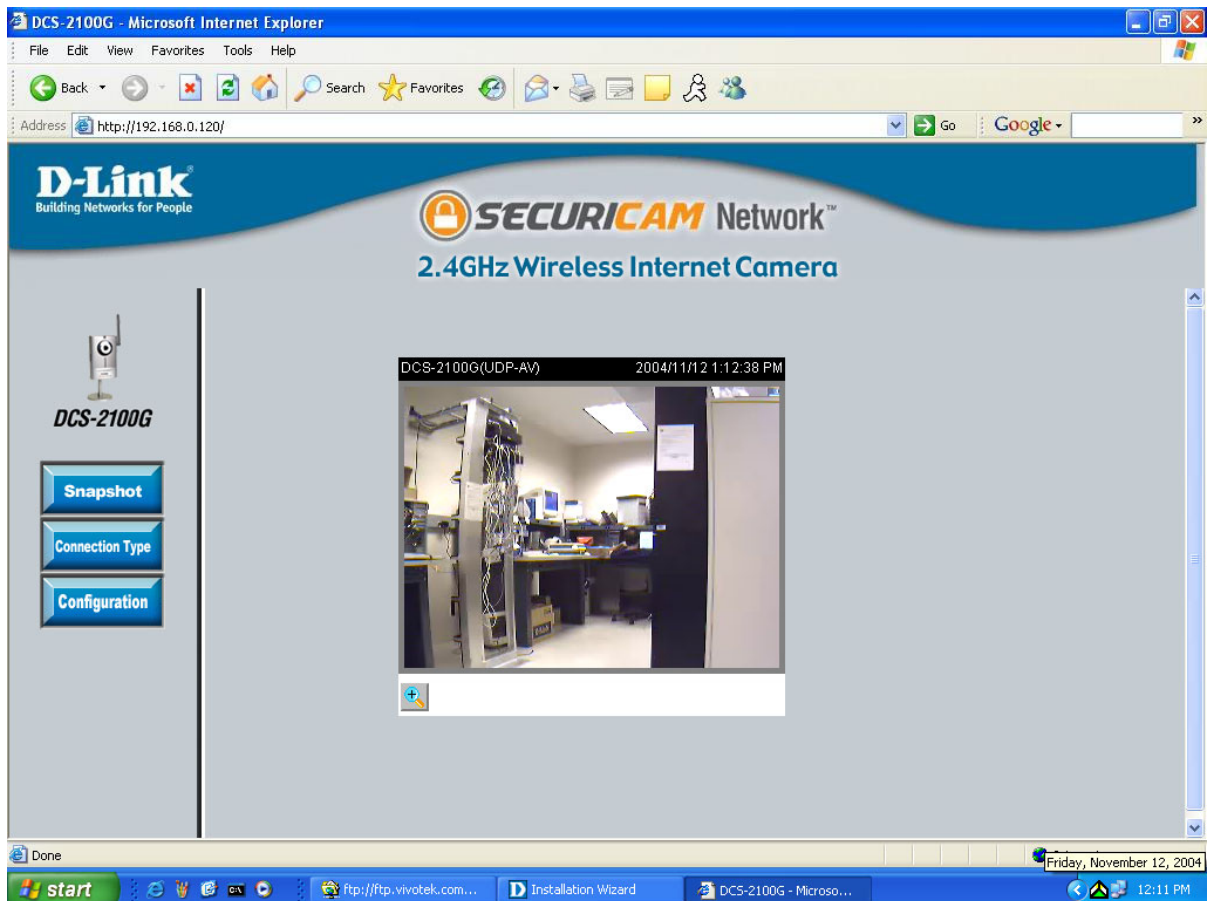 DCS-2100G - Microsoft Internet Explorer
File Edit View Favorites Tools Help
Back Search Favorites
Address http://192.168.0.120/ Go Google »
D-Link®
Building Networks for People
SECURICAM Network™
2.4GHz Wireless Internet Camera
DCS-2100G
Snapshot
Connection Type
Configuration
DCS-2100G(UDP-AV) 2004/11/12 1:12:38 PM
Done
Friday, November 12, 2004
start ftp://ftp.vivotek.com... Installation Wizard DCS-2100G - Microso... 12:11 PM